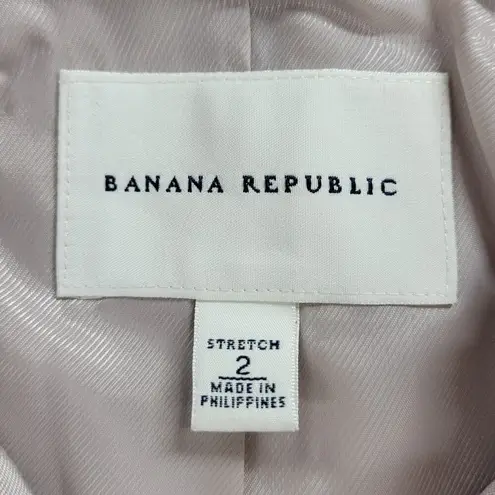 BANANA REPUBLIC
STRETCH
2
MADE IN
PHILIPPINES